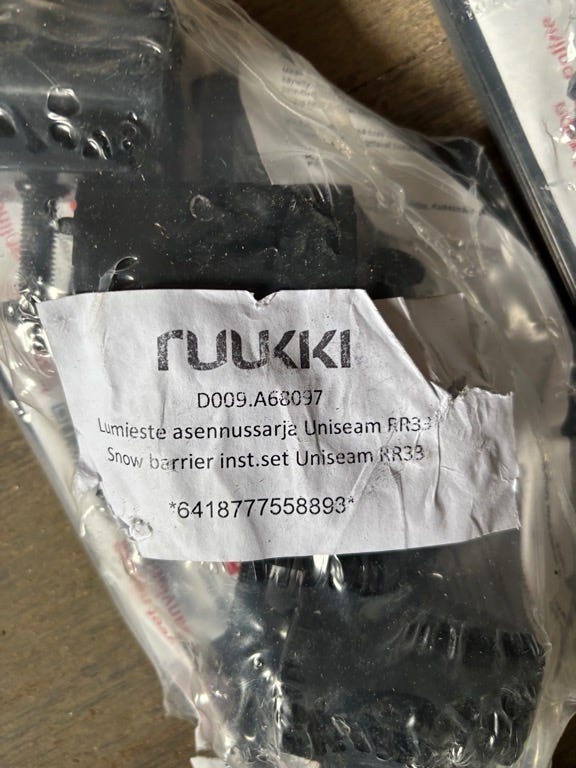 ruukki
D009.A68097
Lumieste asennussarja Uniseam RR33
Snow barrier inst.set Uniseam RR33
*6418777558893*